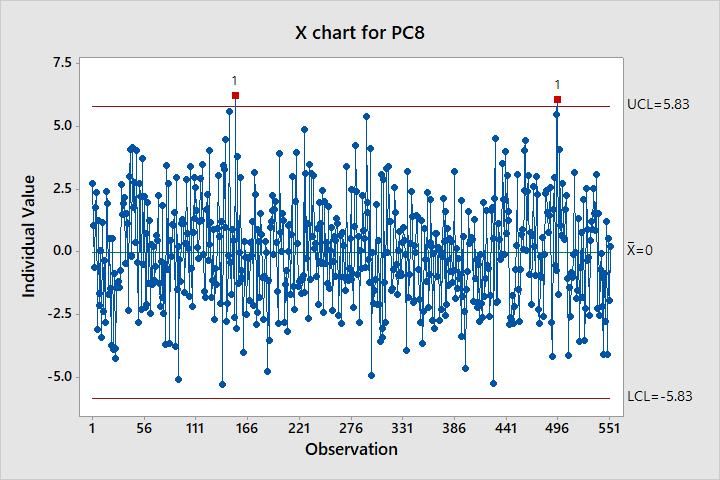 X chart for PC8
7.5
5.0
2.5
0.0
-2.5
-5.0
Individual Value
1
1
UCL=5.83
X̄=0
LCL=-5.83
1 56 111 166 221 276 331 386 441 496 551
Observation